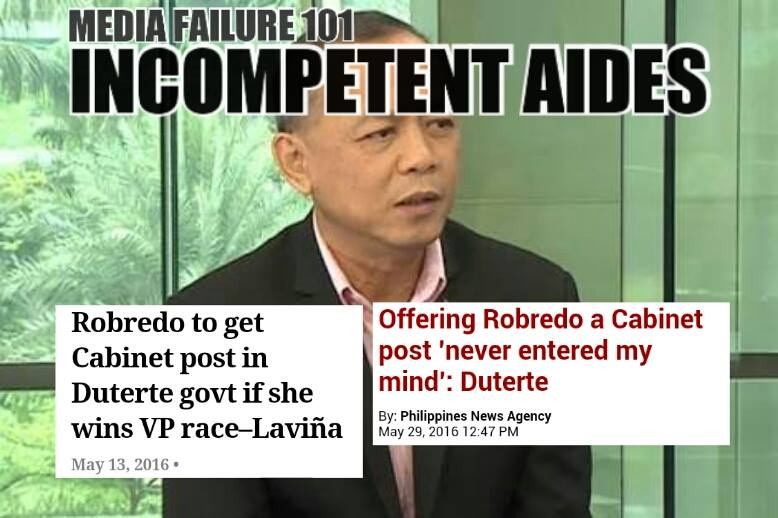 MEDIA FAILURE 101
INCOMPETENT AIDES
Robredo to get
Cabinet post in
Duterte govt if she
wins VP race–Laviña
May 13, 2016 •
Offering Robredo a Cabinet
post 'never entered my
mind': Duterte
By: Philippines News Agency
May 29, 2016 12:47 PM